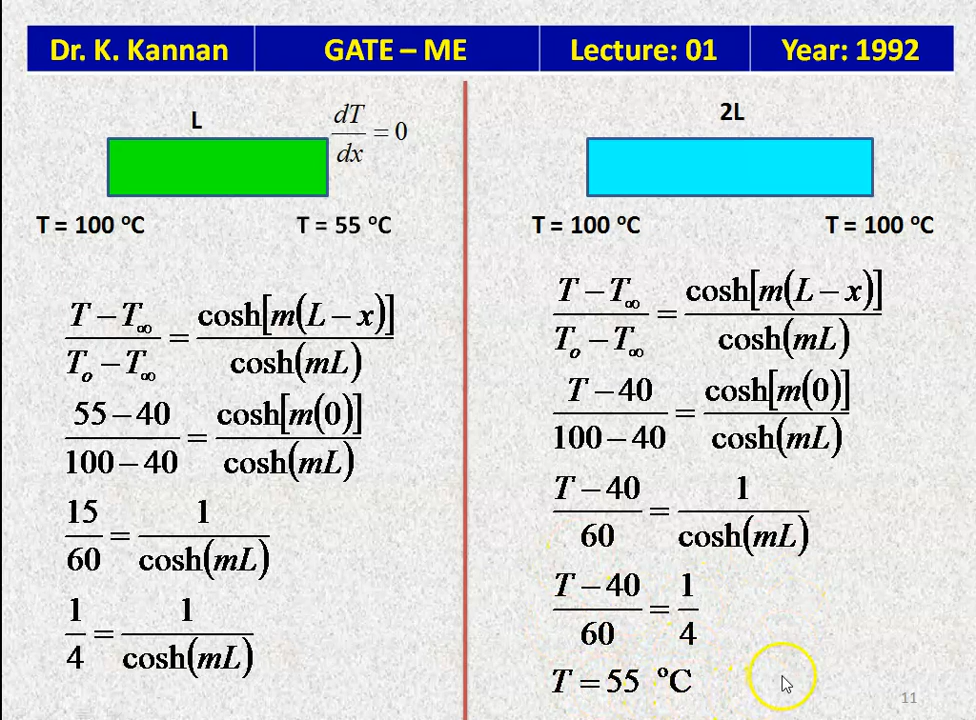 Dr. K. Kannan GATE – ME Lecture: 01 Year: 1992
L
dT/dx = 0
T = 100 °C T = 55 °C
(T − T∞)/(Tₒ − T∞) = cosh[m(L − x)]/cosh(mL)
(55 − 40)/(100 − 40) = cosh[m(0)]/cosh(mL)
15/60 = 1/cosh(mL)
1/4 = 1/cosh(mL)
2L
T = 100 °C T = 100 °C
(T − T∞)/(Tₒ − T∞) = cosh[m(L − x)]/cosh(mL)
(T − 40)/(100 − 40) = cosh[m(0)]/cosh(mL)
(T − 40)/60 = 1/cosh(mL)
(T − 40)/60 = 1/4
T = 55 °C
11